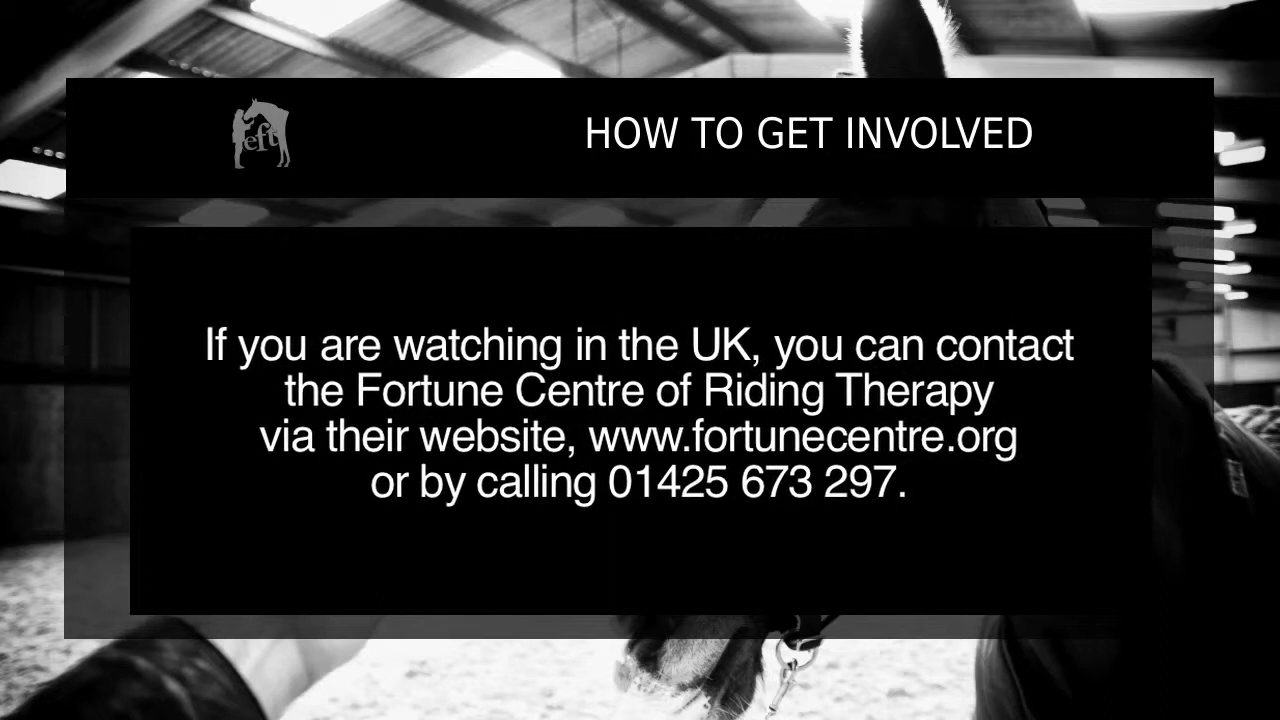 eft
HOW TO GET INVOLVED
If you are watching in the UK, you can contact
the Fortune Centre of Riding Therapy
via their website, www.fortunecentre.org
or by calling 01425 673 297.